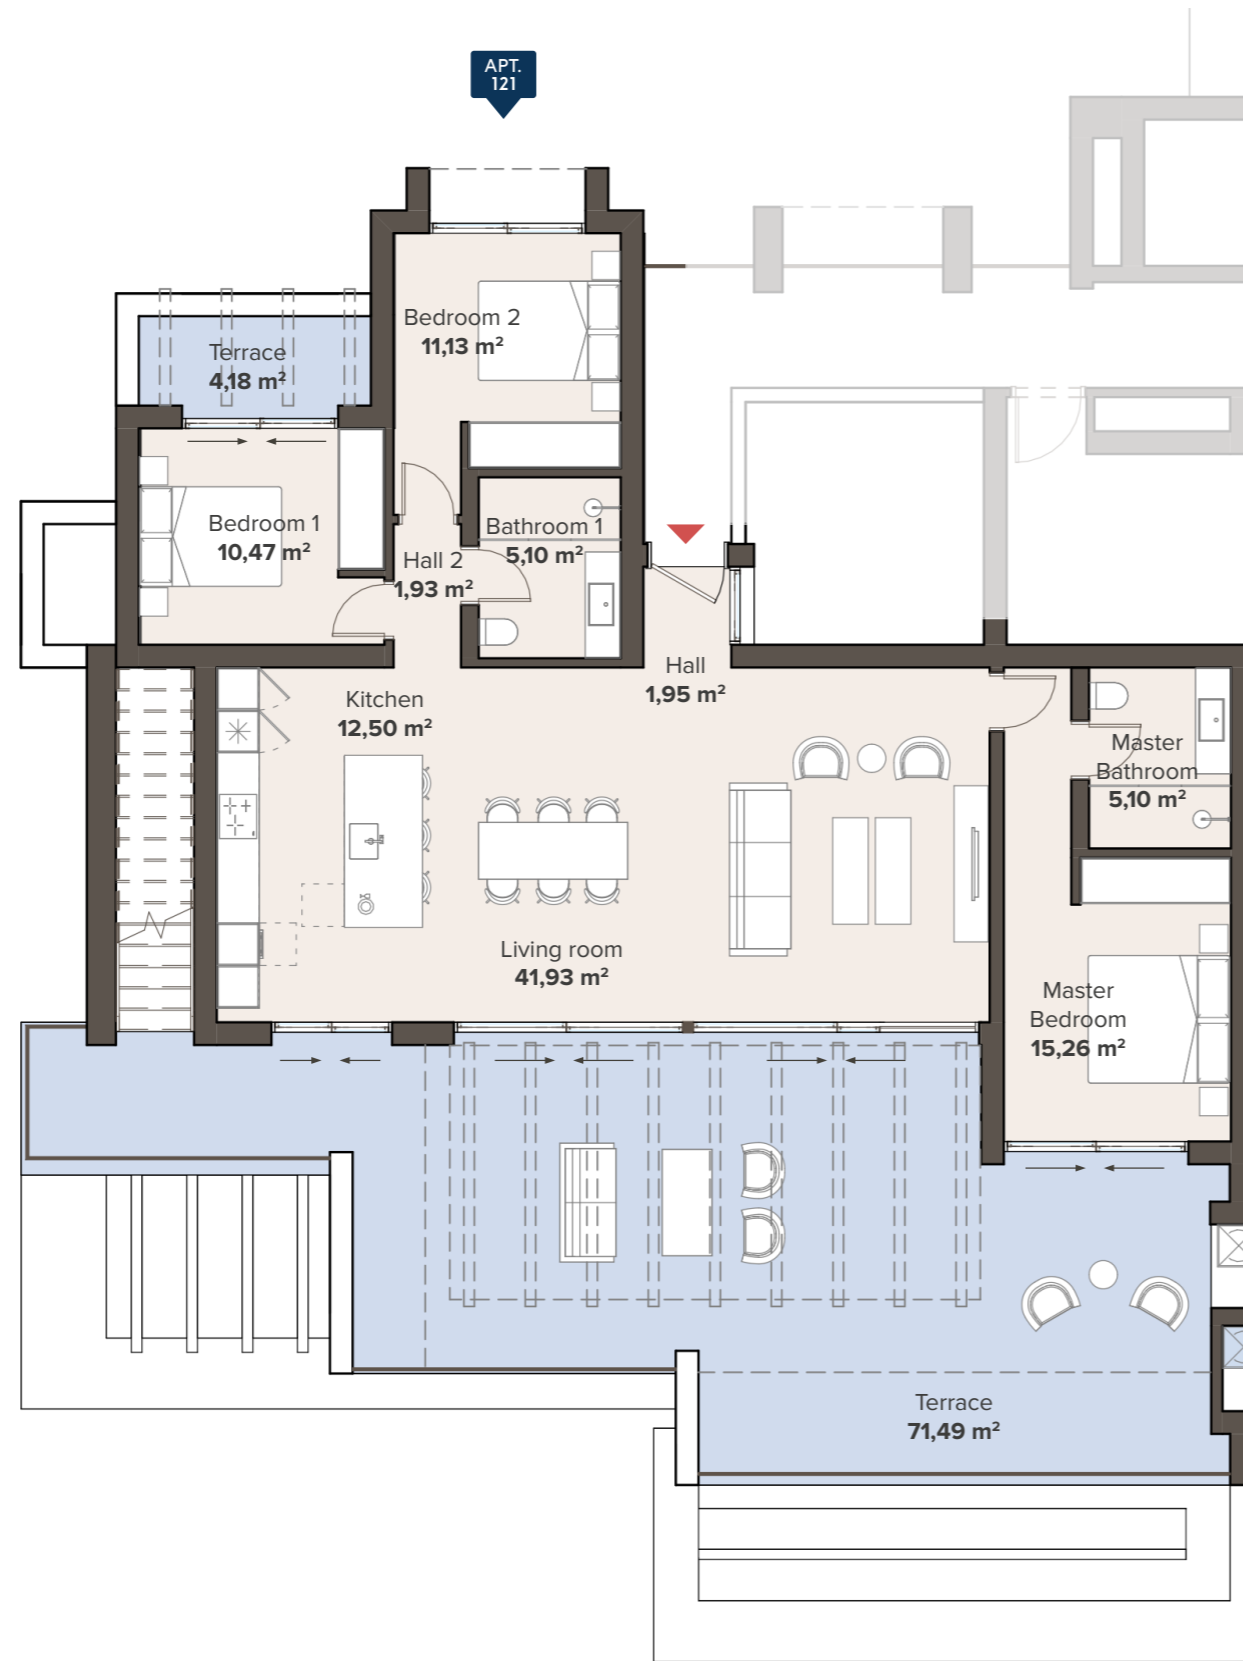 APT.
121
Bedroom 2
11,13 m²
Terrace
4,18 m²
Bedroom 1
10,47 m²
Bathroom 1
5,10 m²
Hall 2
1,93 m²
Hall
1,95 m²
Kitchen
12,50 m²
Master
Bathroom
5,10 m²
Living room
41,93 m²
Master
Bedroom
15,26 m²
Terrace
71,49 m²